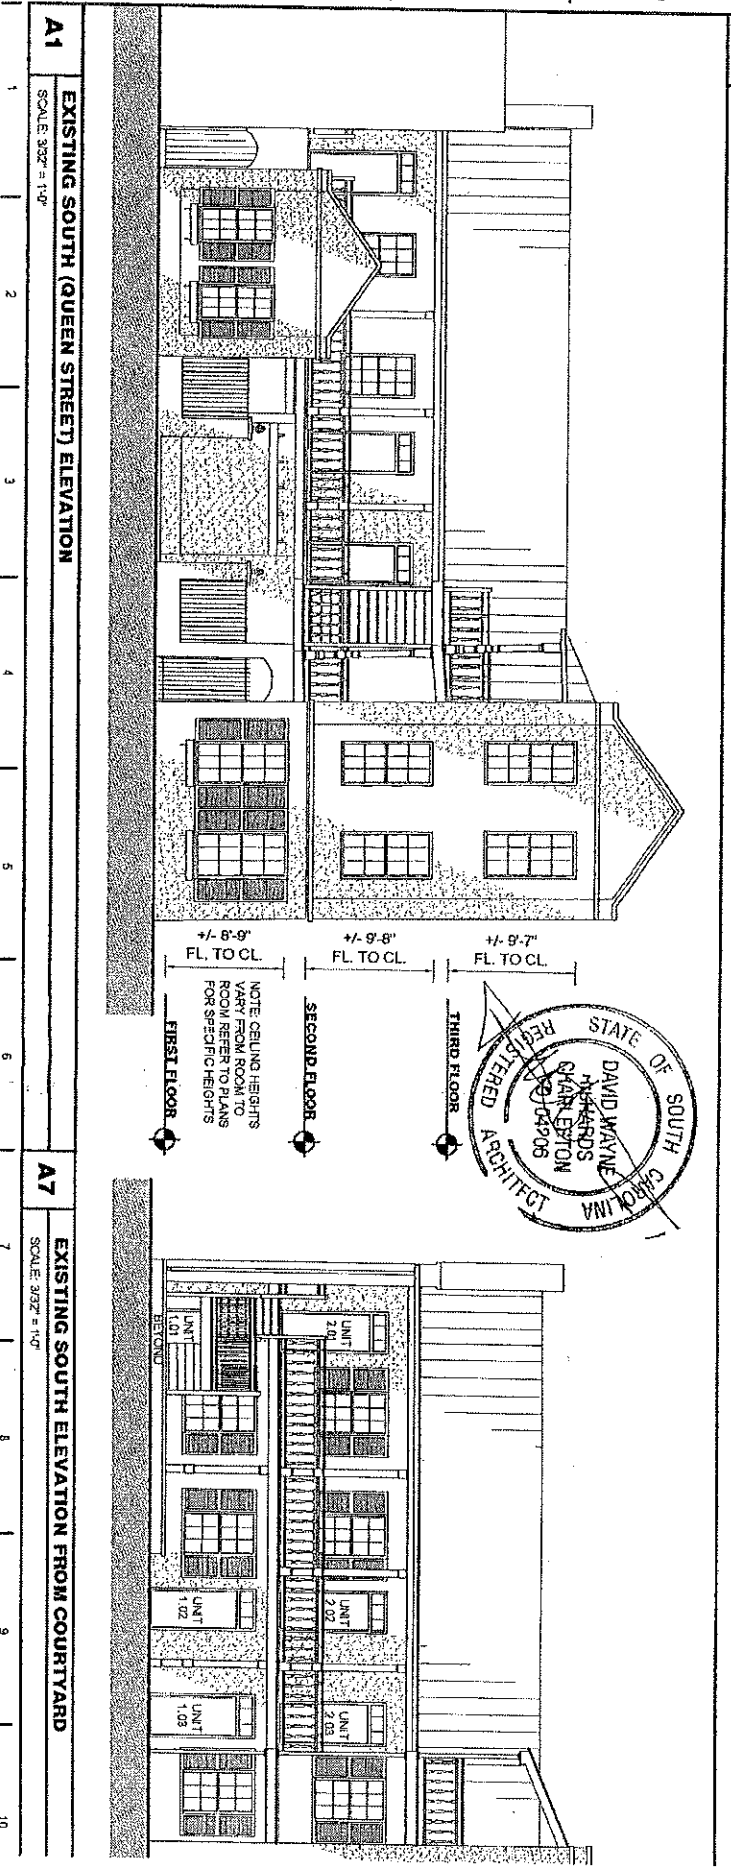 A1
EXISTING SOUTH (QUEEN STREET) ELEVATION
SCALE: 3/32" = 1'-0"
1
2
3
4
5
6
7
8
9
10
+/- 8'-9"
FL. TO CL.
+/- 9'-8"
FL. TO CL.
+/- 9'-7"
FL. TO CL.
NOTE: CEILING HEIGHTS
VARY FROM ROOM TO
ROOM REFER TO PLANS
FOR SPECIFIC HEIGHTS
FIRST FLOOR
SECOND FLOOR
THIRD FLOOR
STATE OF SOUTH CAROLINA
REGISTERED ARCHITECT
DAVID WAYNE
RICHARDS
CHARLESTON
04206
A7
EXISTING SOUTH ELEVATION FROM COURTYARD
SCALE: 3/32" = 1'-0"
UNIT
2.01
UNIT
1.01
BEYOND
UNIT
2.02
UNIT
1.02
UNIT
2.03
UNIT
1.03